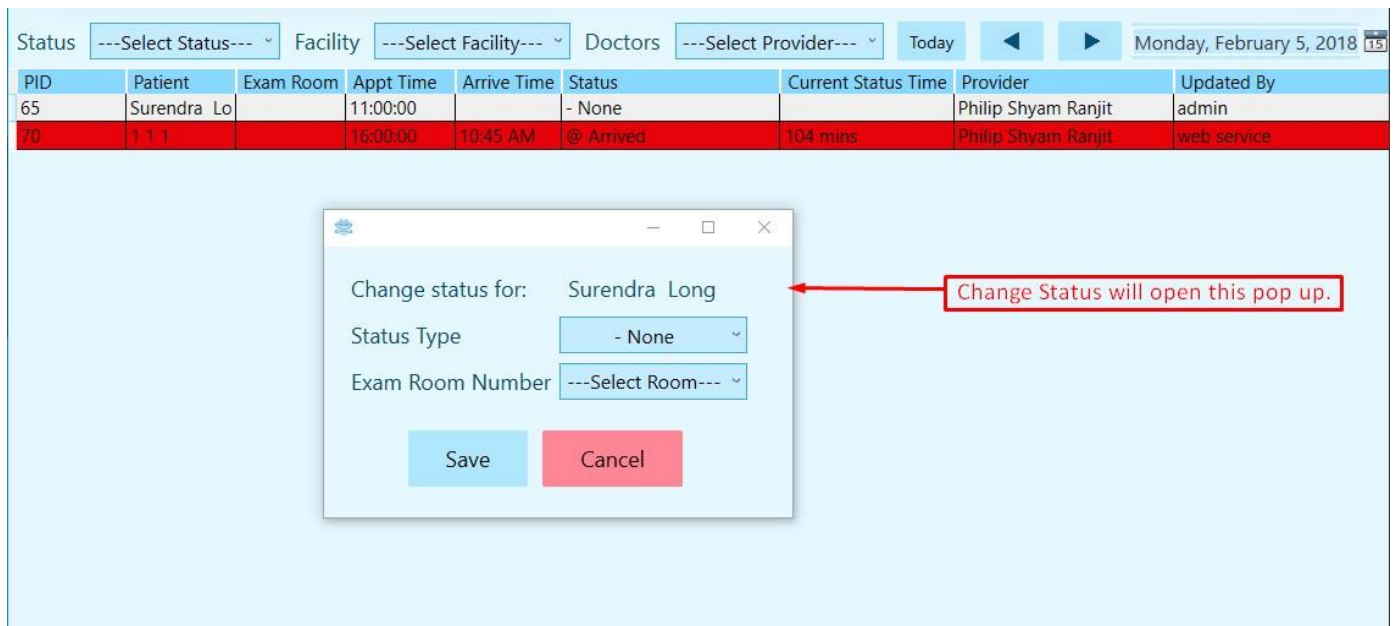 Status ---Select Status--- Facility ---Select Facility--- Doctors ---Select Provider--- Today Monday, February 5, 2018 15
PID Patient Exam Room Appt Time Arrive Time Status Current Status Time Provider Updated By
65 Surendra Lo 11:00:00 - None Philip Shyam Ranjit admin
70 1 1 1 16:00:00 10:45 AM @ Arrived 104 mins Philip Shyam Ranjit web service
Change status for: Surendra Long
Change Status will open this pop up.
Status Type - None
Exam Room Number ---Select Room---
Save Cancel